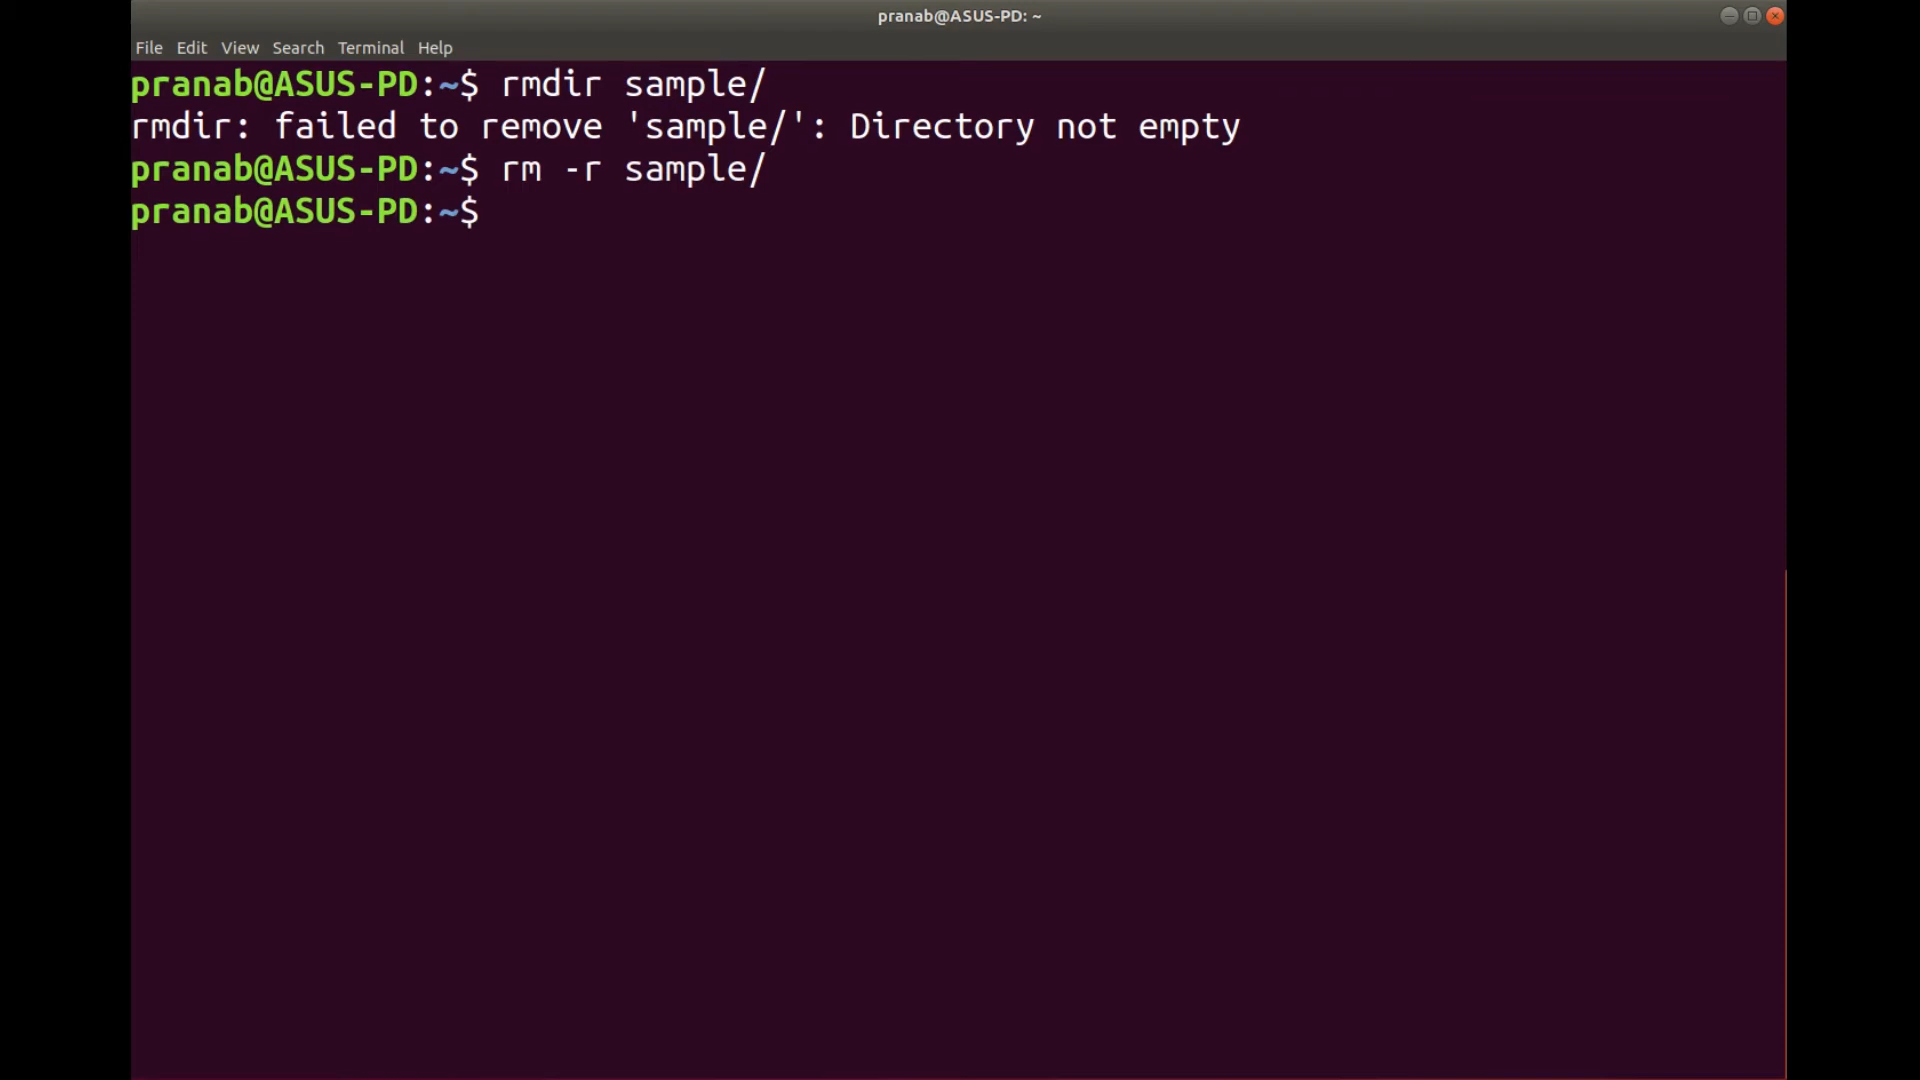 pranab@ASUS-PD: ~
File Edit View Search Terminal Help
pranab@ASUS-PD:~$ rmdir sample/
rmdir: failed to remove 'sample/': Directory not empty
pranab@ASUS-PD:~$ rm -r sample/
pranab@ASUS-PD:~$